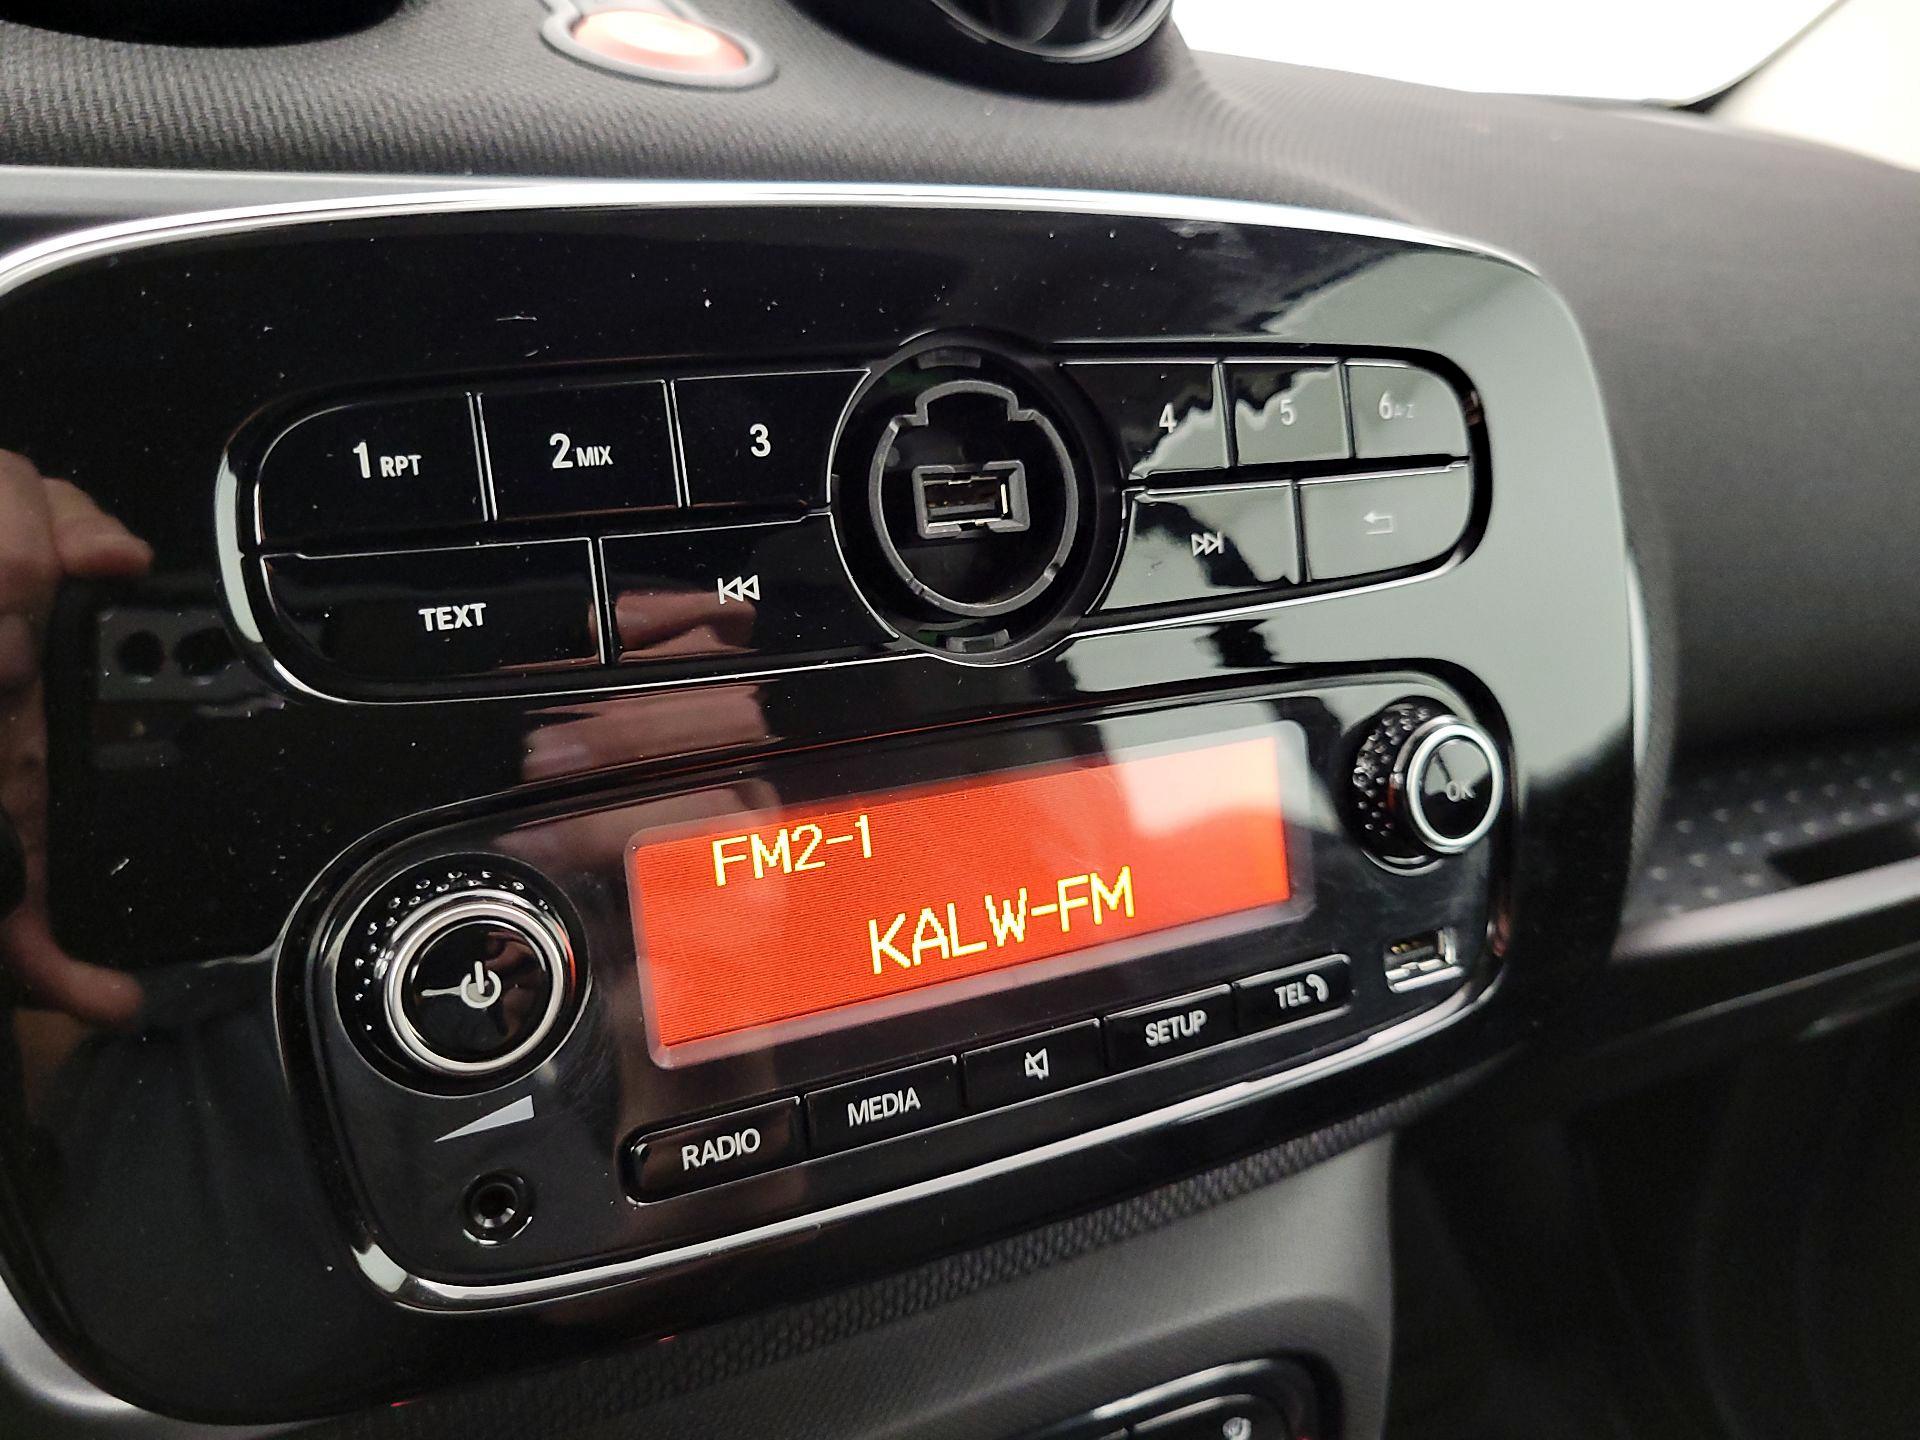 1 RPT 2 MIX 3 4 5 6 A-Z
TEXT
FM2-1
KALW-FM
OK
RADIO MEDIA SETUP TEL